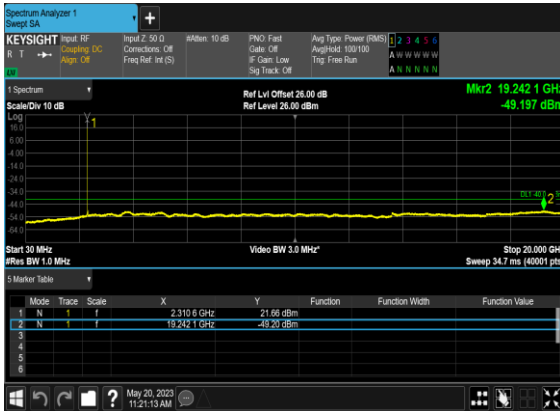 Spectrum Analyzer 1
Swept SA
+
KEYSIGHT Input: RF Input Z: 50 Ω #Atten: 10 dB PNO: Fast Avg Type: Power (RMS) 1 2 3 4 5 6
R T Coupling: DC Corrections: Off Gate: Off Avg|Hold: 100/100 A W W W W W
Align: Off Freq Ref: Int (S) IF Gain: Low Trig: Free Run A N N N N N
Sig Track: Off
1 Spectrum Mkr2 19.242 1 GHz
Ref Lvl Offset 26.00 dB
Scale/Div 10 dB Ref Level 26.00 dBm -49.197 dBm
Log
16.0
6.00
-4.00
-14.0
-24.0
-34.0
-44.0
-54.0
-64.0
1
2
Start 30 MHz Video BW 3.0 MHz* Stop 20.000 GHz
#Res BW 1.0 MHz Sweep 34.7 ms (40001 pts)
5 Marker Table
Mode Trace Scale X Y Function Function Width Function Value
1 N 1 f 2.310 6 GHz 21.66 dBm
2 N 1 f 19.242 1 GHz -49.20 dBm
3
4
5
6
? May 20, 2023
11:21:13 AM